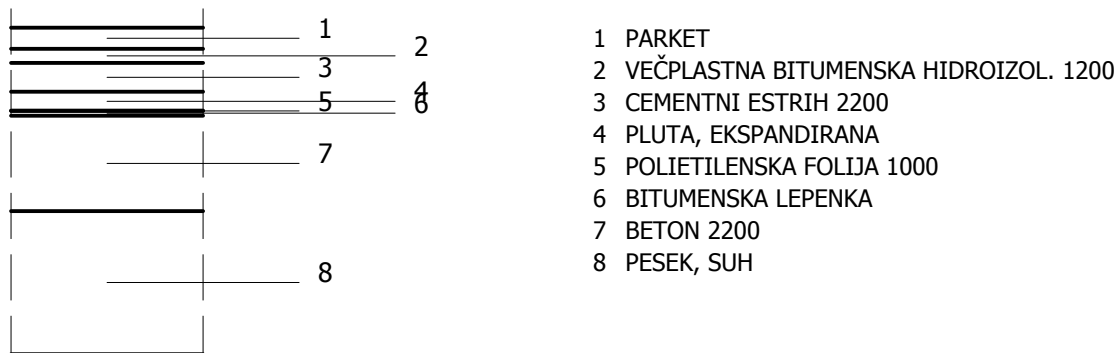 1
2
3
4
5
6
7
8
1 PARKET
2 VEČPLASTNA BITUMENSKA HIDROIZOL. 1200
3 CEMENTNI ESTRIH 2200
4 PLUTA, EKSPANDIRANA
5 POLIETILENSKA FOLIJA 1000
6 BITUMENSKA LEPENKA
7 BETON 2200
8 PESEK, SUH